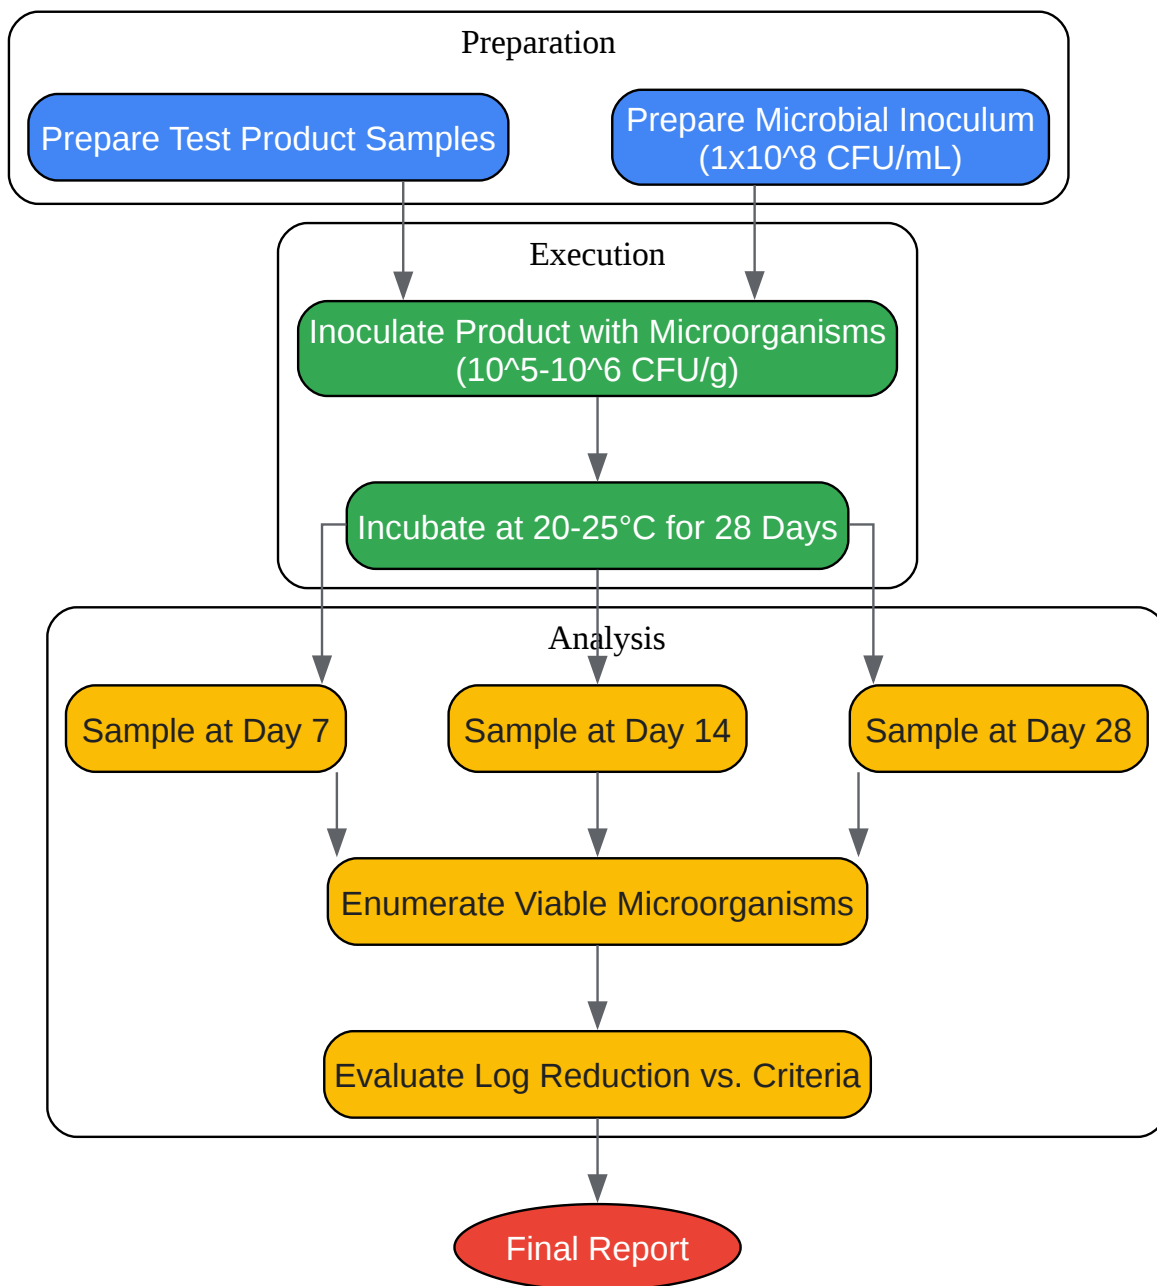 Preparation
Prepare Test Product Samples
Prepare Microbial Inoculum
(1x10^8 CFU/mL)
Execution
Inoculate Product with Microorganisms
(10^5-10^6 CFU/g)
Incubate at 20-25°C for 28 Days
Analysis
Sample at Day 7
Sample at Day 14
Sample at Day 28
Enumerate Viable Microorganisms
Evaluate Log Reduction vs. Criteria
Final Report